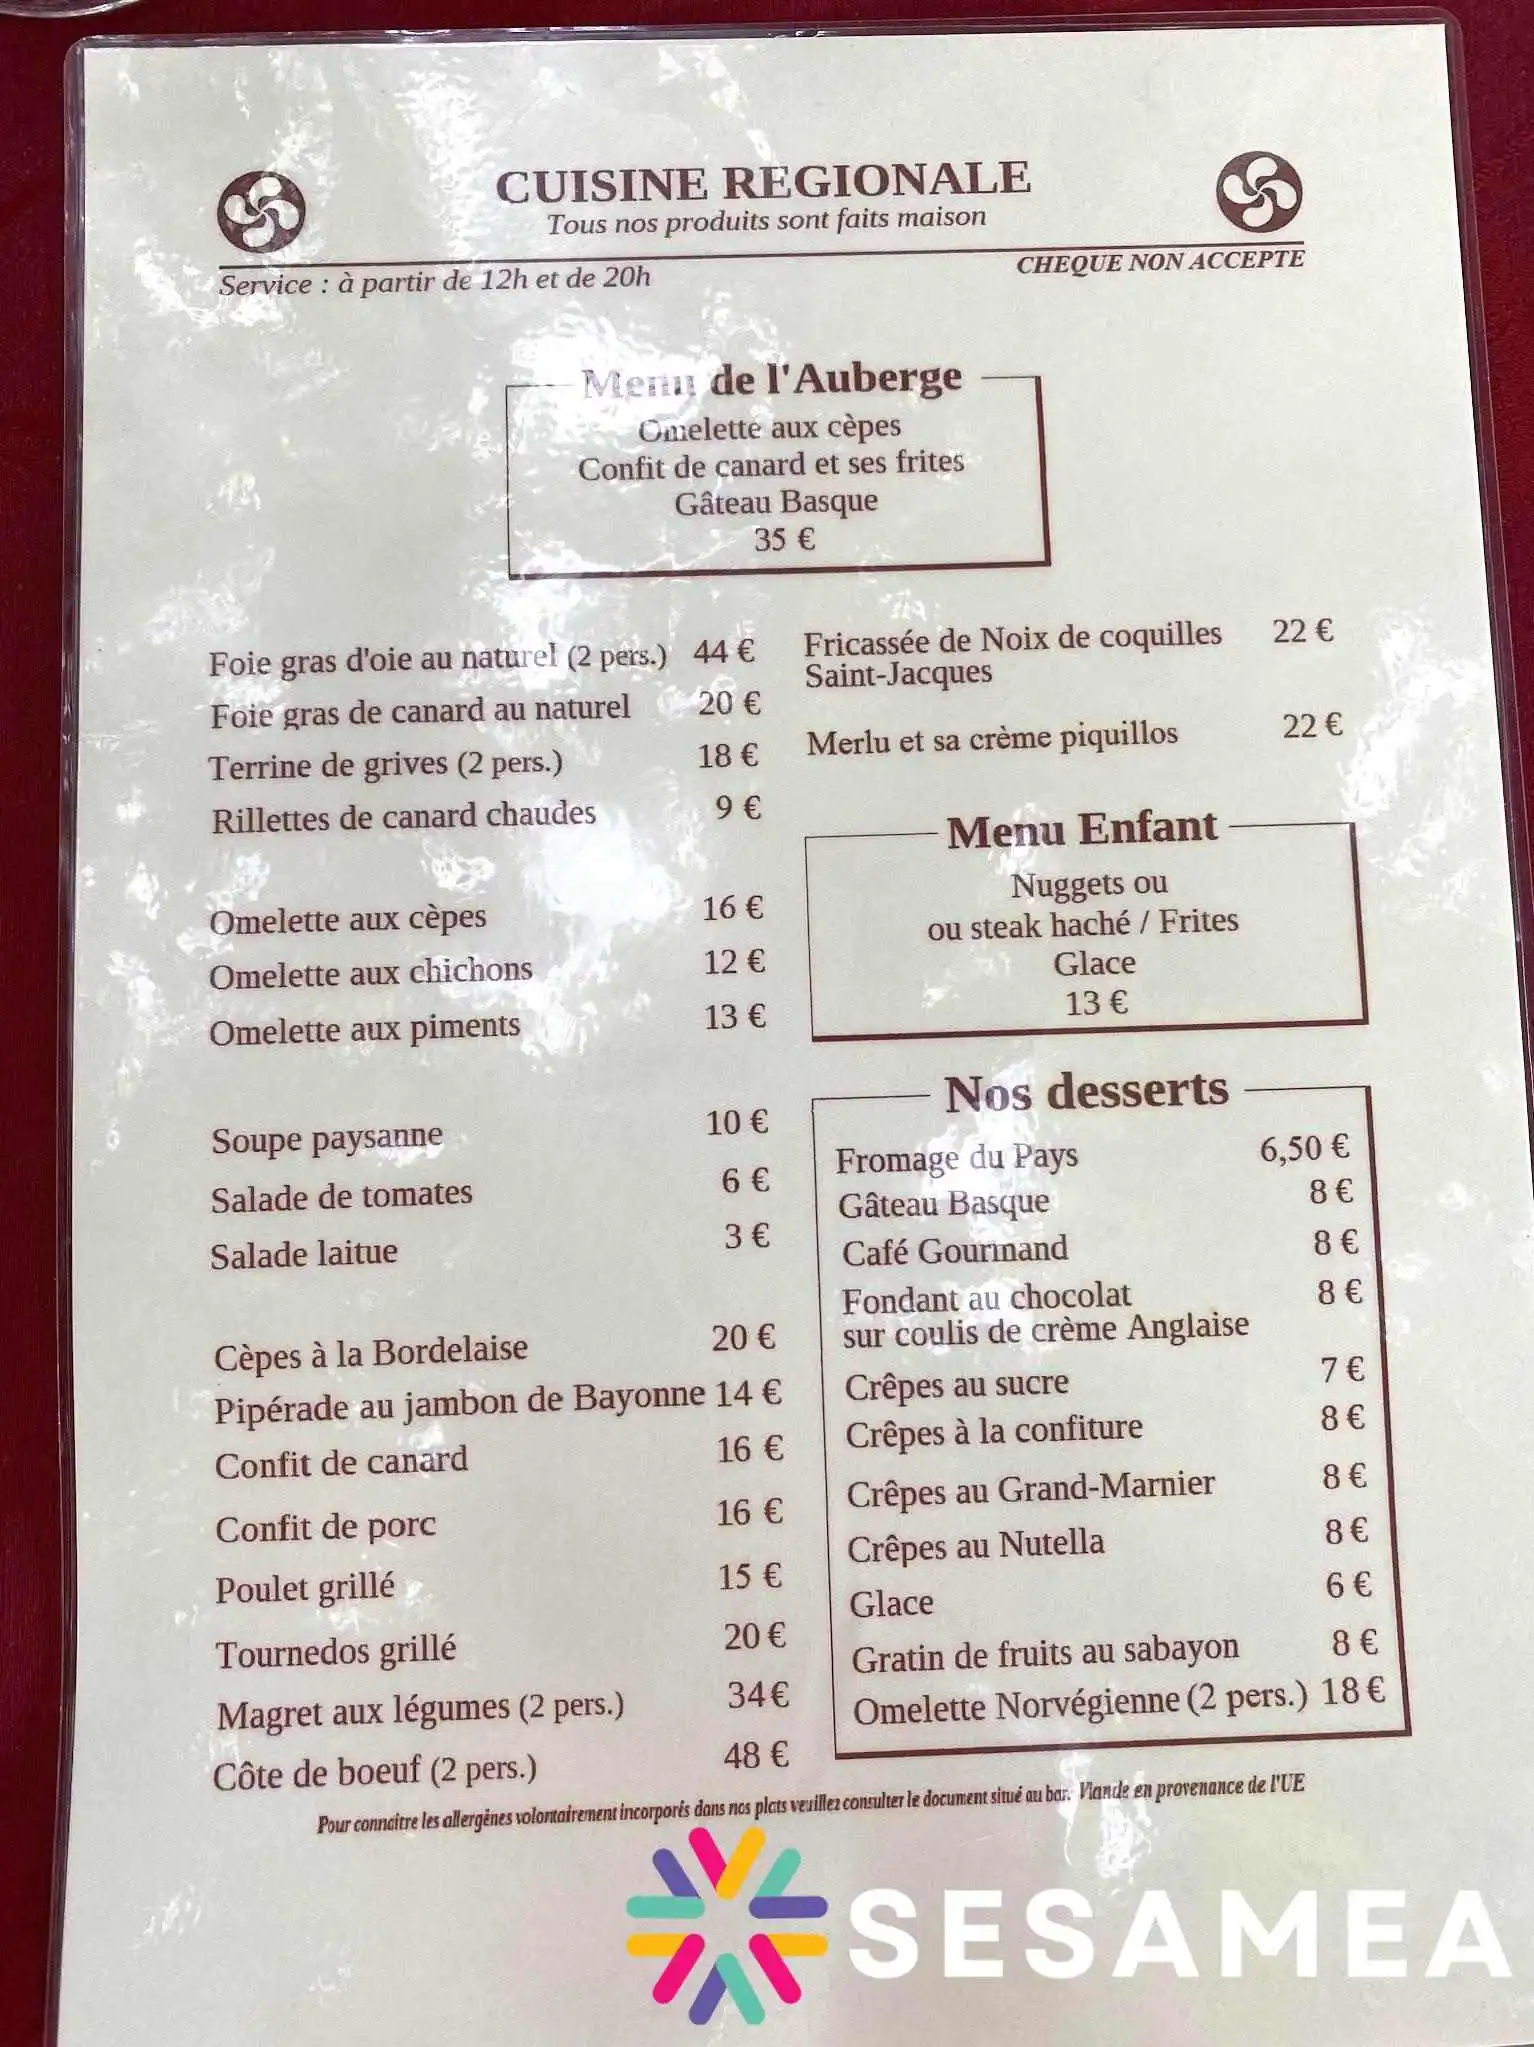 CUISINE REGIONALE
Tous nos produits sont faits maison
Service : à partir de 12h et de 20h
CHEQUE NON ACCEPTE
Menu de l'Auberge
Omelette aux cèpes
Confit de canard et ses frites
Gâteau Basque
35 €
Foie gras d'oie au naturel (2 pers.) 44 €
Foie gras de canard au naturel 20 €
Terrine de grives (2 pers.) 18 €
Rillettes de canard chaudes 9 €
Omelette aux cèpes 16 €
Omelette aux chichons 12 €
Omelette aux piments 13 €
Soupe paysanne 10 €
Salade de tomates 6 €
Salade laitue 3 €
Cèpes à la Bordelaise 20 €
Pipérade au jambon de Bayonne 14 €
Confit de canard 16 €
Confit de porc 16 €
Poulet grillé 15 €
Tournedos grillé 20 €
Magret aux légumes (2 pers.) 34€
Côte de boeuf (2 pers.) 48 €
Fricassée de Noix de coquilles 22 €
Saint-Jacques
Merlu et sa crème piquillos 22 €
Menu Enfant
Nuggets ou
ou steak haché / Frites
Glace
13 €
Nos desserts
Fromage du Pays 6,50 €
Gâteau Basque 8 €
Café Gourmand 8 €
Fondant au chocolat 8 €
sur coulis de crème Anglaise
Crêpes au sucre 7 €
Crêpes à la confiture 8 €
Crêpes au Grand-Marnier 8 €
Crêpes au Nutella 8 €
Glace 6 €
Gratin de fruits au sabayon 8 €
Omelette Norvégienne (2 pers.) 18 €
Pour connaître les allergènes volontairement incorporés dans nos plats veuillez consulter le document situé au bar. Viande en provenance de l'UE
SESAMEA